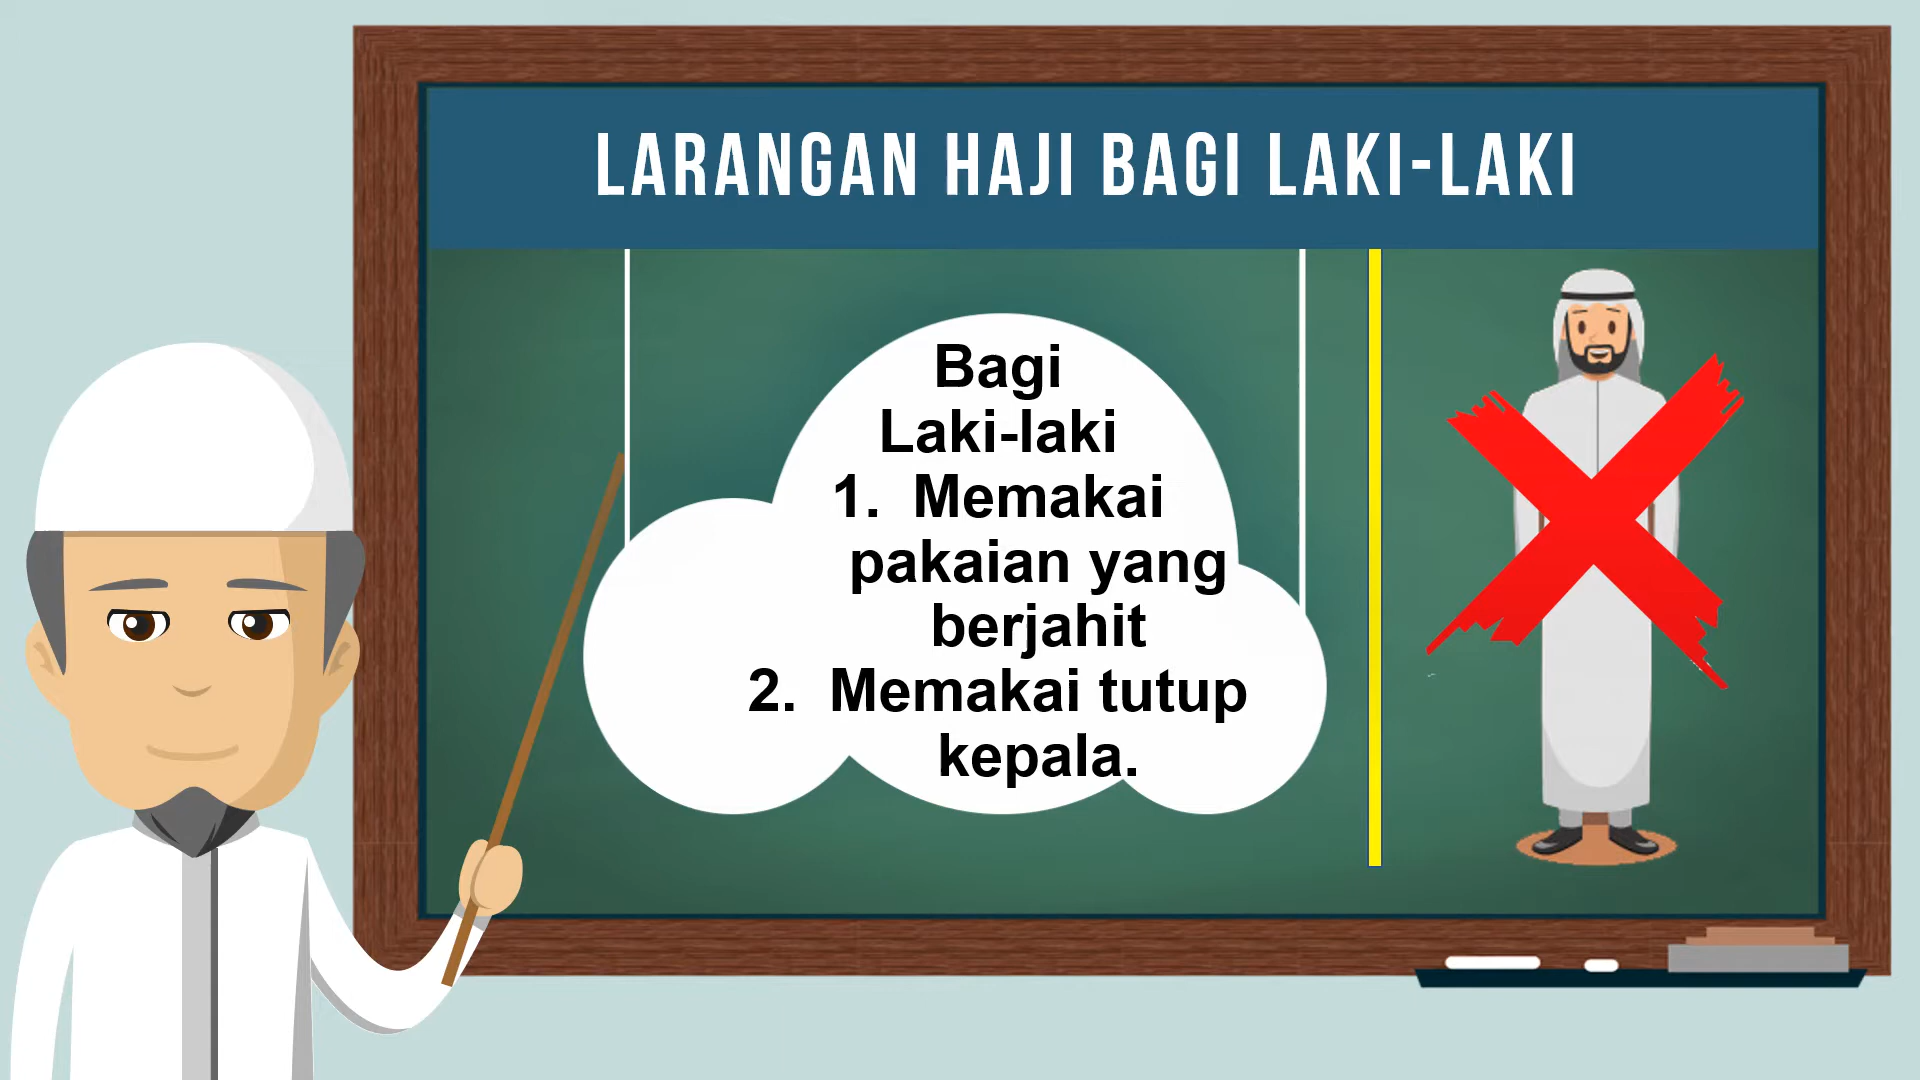 LARANGAN HAJI BAGI LAKI-LAKI
Bagi
Laki-laki
1. Memakai
pakaian yang
berjahit
2. Memakai tutup
kepala.